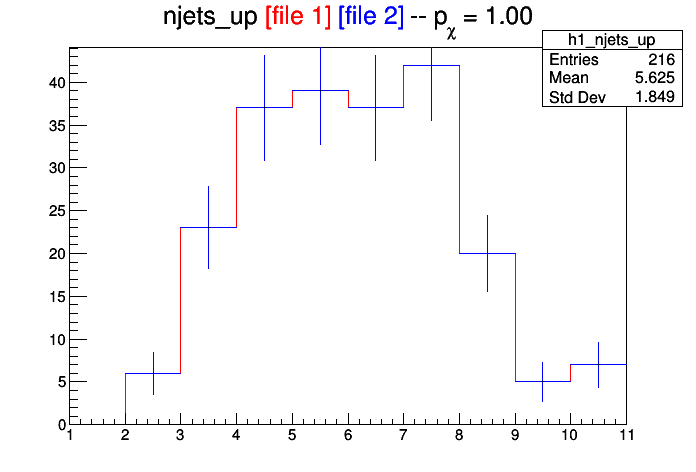 njets_up [file 1] [file 2] -- pχ = 1.00
h1_njets_up
Entries 216
Mean 5.625
Std Dev 1.849
40
35
30
25
20
15
10
5
0
1 2 3 4 5 6 7 8 9 10 11